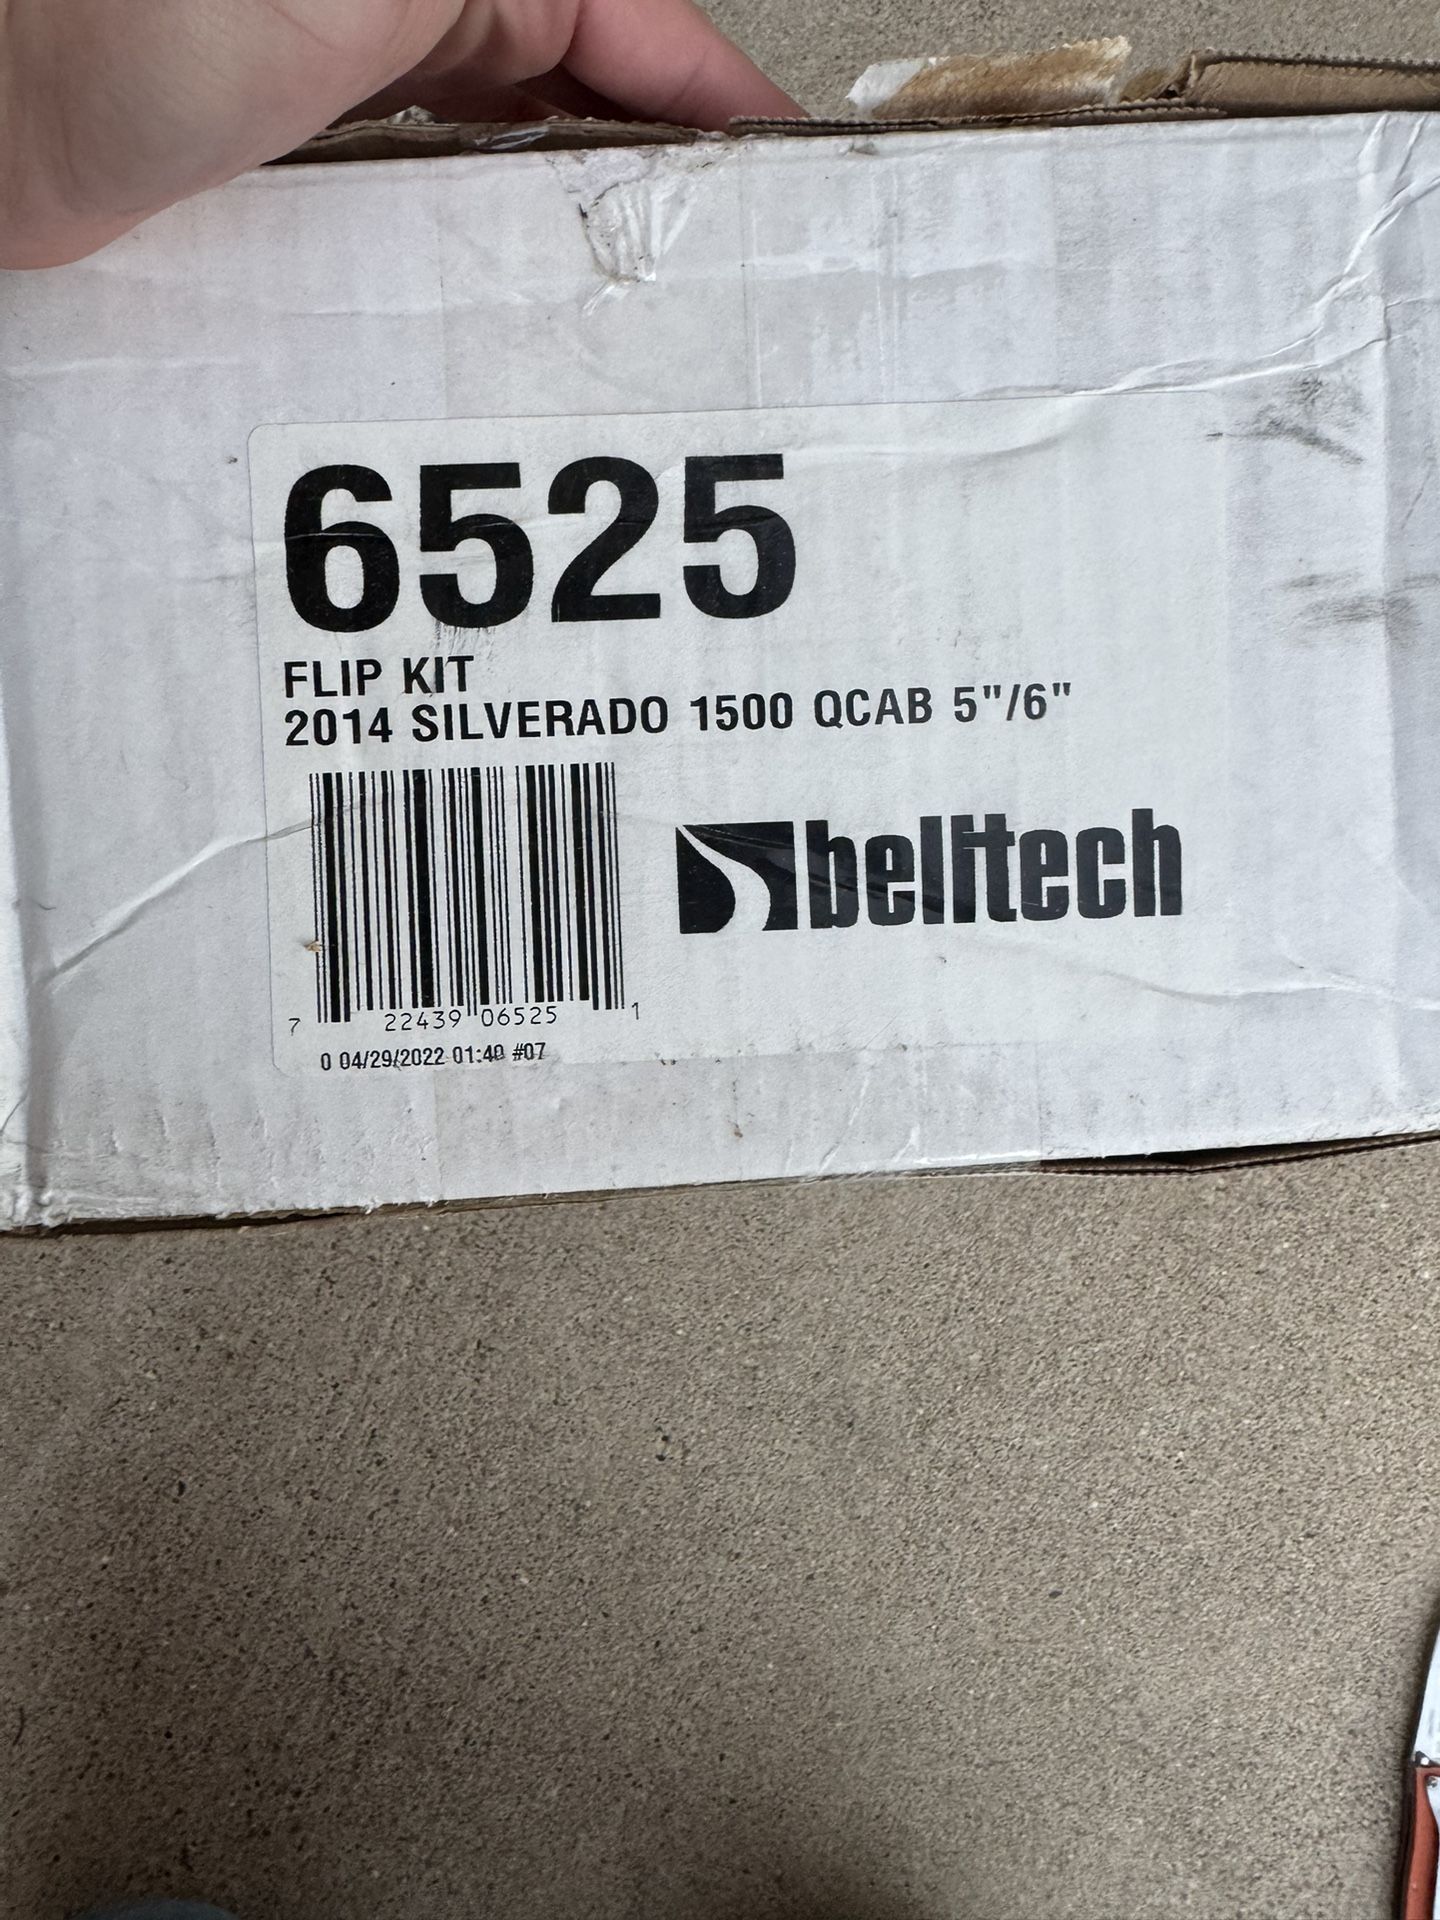 6525
FLIP KIT
2014 SILVERADO 1500 QCAB 5"/6"
belltech
7 22439 06525 1
0 04/29/2022 01:40 #07